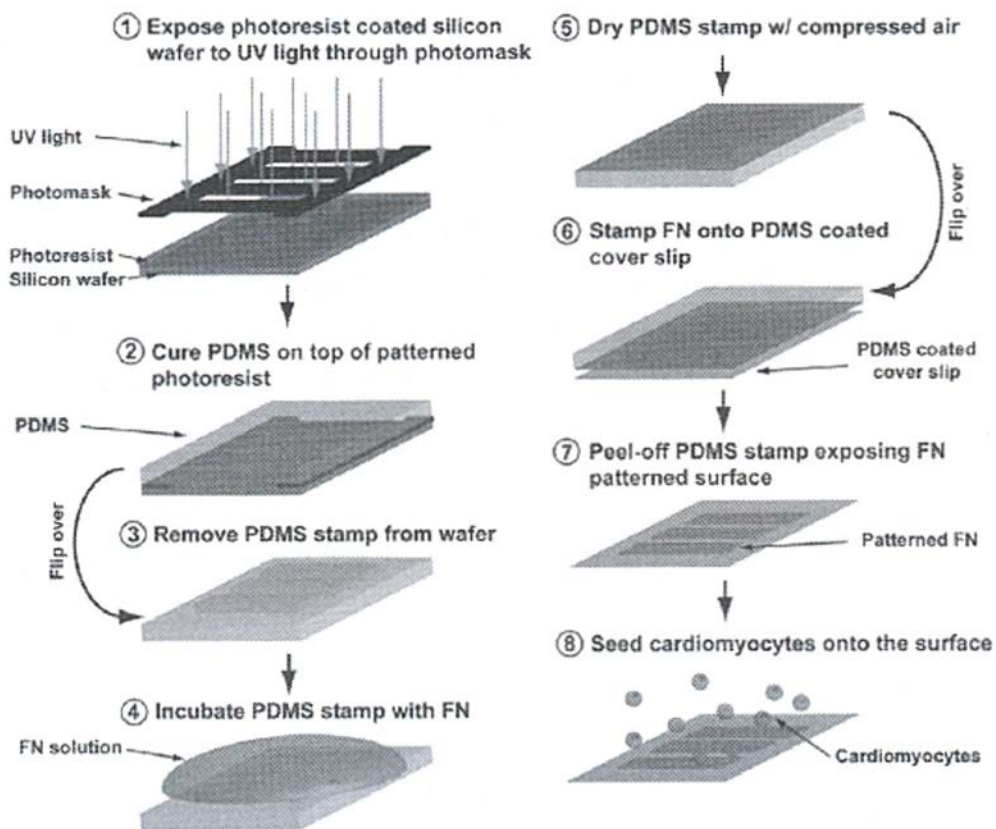 ① Expose photoresist coated silicon
wafer to UV light through photomask
UV light
Photomask
Photoresist
Silicon wafer
② Cure PDMS on top of patterned
photoresist
PDMS
Flip over
③ Remove PDMS stamp from wafer
④ Incubate PDMS stamp with FN
FN solution
⑤ Dry PDMS stamp w/ compressed air
Flip over
⑥ Stamp FN onto PDMS coated
cover slip
PDMS coated
cover slip
⑦ Peel-off PDMS stamp exposing FN
patterned surface
Patterned FN
⑧ Seed cardiomyocytes onto the surface
Cardiomyocytes